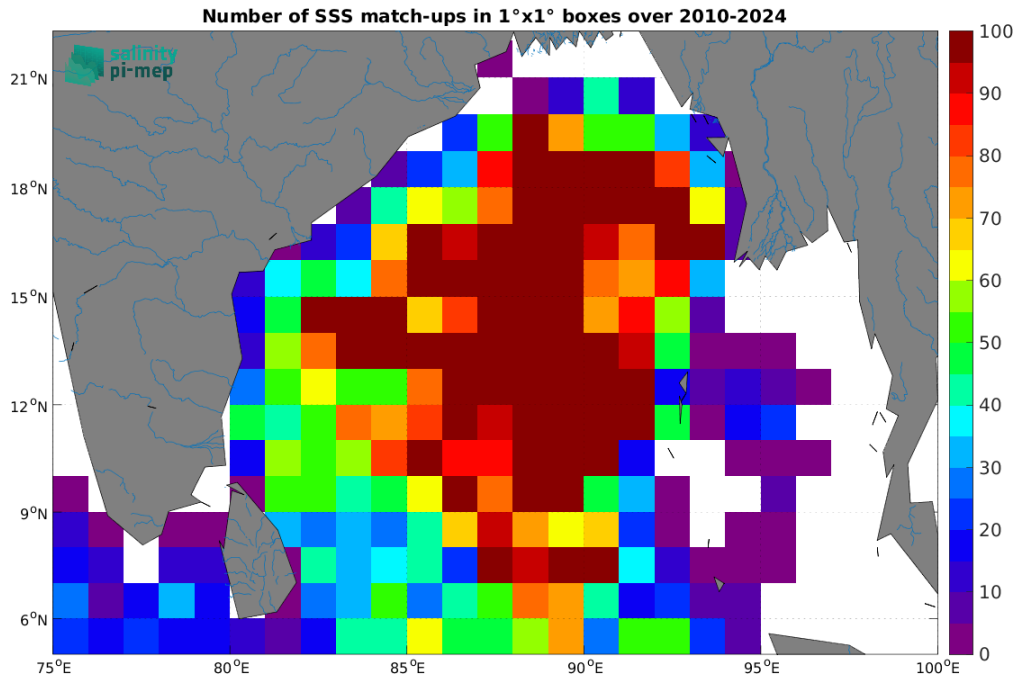 Number of SSS match-ups in 1°x1° boxes over 2010-2024
salinity
pi-mep
21°N
18°N
15°N
12°N
9°N
6°N
75°E 80°E 85°E 90°E 95°E 100°E
100
90
80
70
60
50
40
30
20
10
0